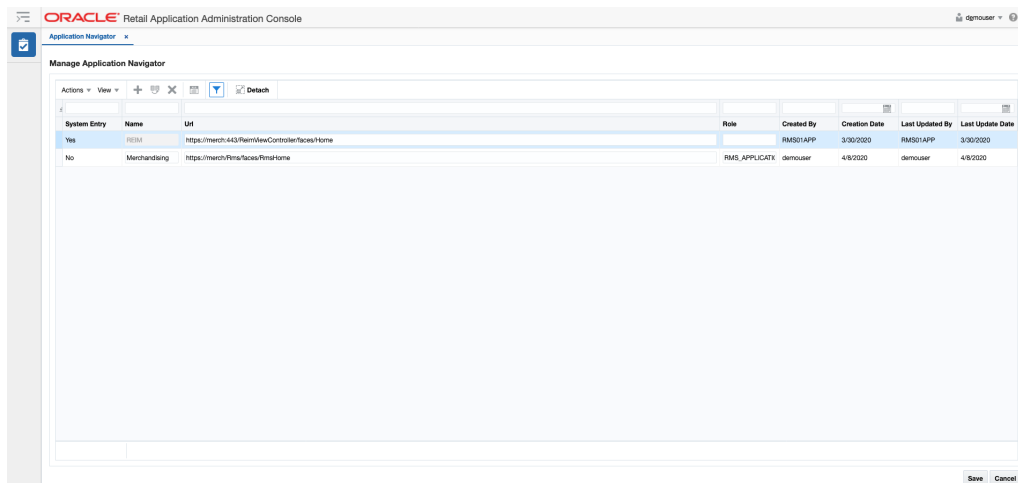 ORACLE® Retail Application Administration Console
demouser
Application Navigator ×
Manage Application Navigator
Actions View Detach
System Entry Name Url Role Created By Creation Date Last Updated By Last Update Date
Yes REIM https://merch:443/ReimViewController/faces/Home RMS01APP 3/30/2020 RMS01APP 3/30/2020
No Merchandising https://merch/Rms/faces/RmsHome RMS_APPLICATIC demouser 4/8/2020 demouser 4/8/2020
Save Cancel